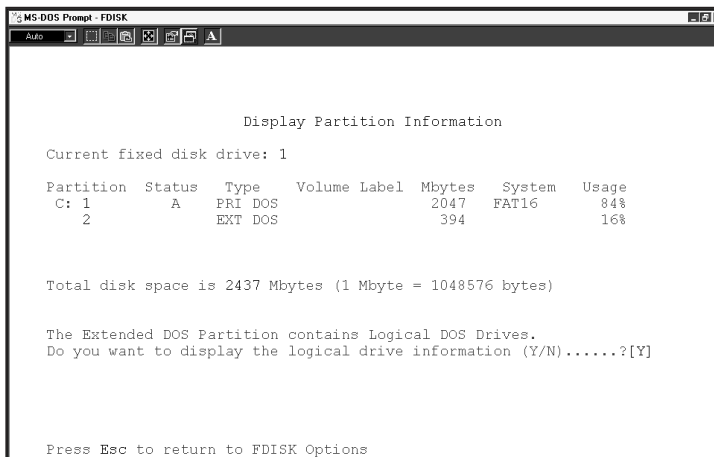 MS-DOS Prompt - FDISK
Auto
A
Display Partition Information
Current fixed disk drive: 1
Partition Status Type Volume Label Mbytes System Usage
C: 1 A PRI DOS 2047 FAT16 84%
2 EXT DOS 394 16%
Total disk space is 2437 Mbytes (1 Mbyte = 1048576 bytes)
The Extended DOS Partition contains Logical DOS Drives.
Do you want to display the logical drive information (Y/N)......?[Y]
Press Esc to return to FDISK Options